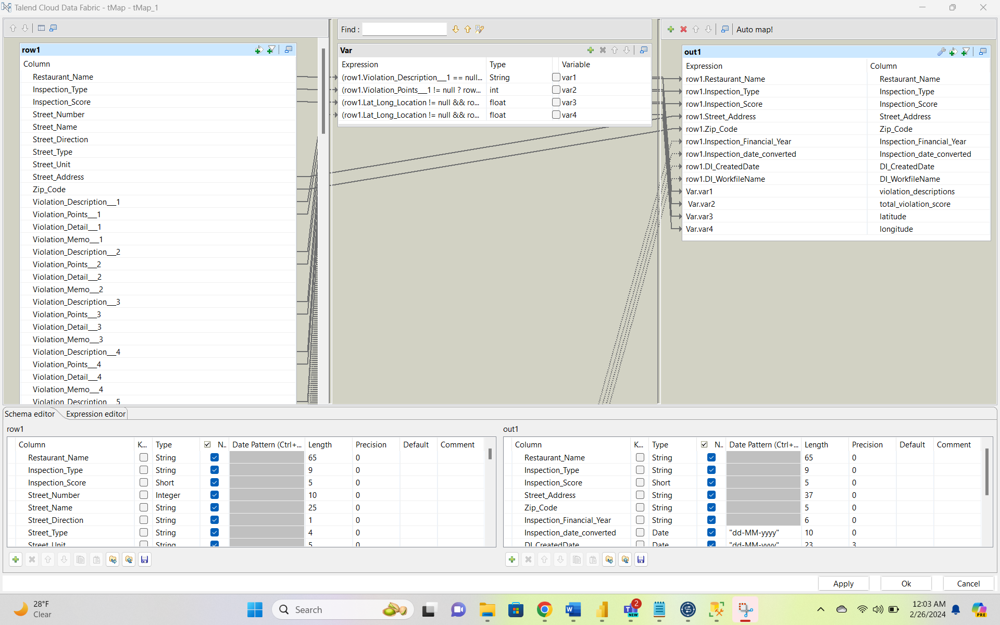 Talend Cloud Data Fabric - tMap - tMap_1
Find :
Auto map!
row1
Column
Restaurant_Name
Inspection_Type
Inspection_Score
Street_Number
Street_Name
Street_Direction
Street_Type
Street_Unit
Street_Address
Zip_Code
Violation_Description__1
Violation_Points__1
Violation_Detail__1
Violation_Memo__1
Violation_Description__2
Violation_Points__2
Violation_Detail__2
Violation_Memo__2
Violation_Description__3
Violation_Points__3
Violation_Detail__3
Violation_Memo__3
Violation_Description__4
Violation_Points__4
Violation_Detail__4
Violation_Memo__4
Violation_Description__5
Var
Expression Type Variable
(row1.Violation_Description__1 == null... String var1
(row1.Violation_Points__1 != null ? row... int var2
(row1.Lat_Long_Location != null && ro... float var3
(row1.Lat_Long_Location != null && ro... float var4
out1
Expression Column
row1.Restaurant_Name Restaurant_Name
row1.Inspection_Type Inspection_Type
row1.Inspection_Score Inspection_Score
row1.Street_Address Street_Address
row1.Zip_Code Zip_Code
row1.Inspection_Financial_Year Inspection_Financial_Year
row1.Inspection_date_converted Inspection_date_converted
row1.DI_CreatedDate DI_CreatedDate
row1.DI_WorkfileName DI_WorkfileName
Var.var1 violation_descriptions
Var.var2 total_violation_score
Var.var3 latitude
Var.var4 longitude
Schema editor Expression editor
row1
Column K... Type N.. Date Pattern (Ctrl+... Length Precision Default Comment
Restaurant_Name String 65 0
Inspection_Type String 9 0
Inspection_Score Short 5 0
Street_Number Integer 10 0
Street_Name String 25 0
Street_Direction String 1 0
Street_Type String 4 0
Street_Unit String 5 0
out1
Column K... Type N.. Date Pattern (Ctrl+... Length Precision Default Comment
Restaurant_Name String 65 0
Inspection_Type String 9 0
Inspection_Score Short 5 0
Street_Address String 37 0
Zip_Code String 5 0
Inspection_Financial_Year String 6 0
Inspection_date_converted Date "dd-MM-yyyy" 10 0
DI_CreatedDate Date "dd-MM-yyyy" 23 3
Apply Ok Cancel
28°F
Clear
Search
2
NEW
12:03 AM
2/26/2024
PRE